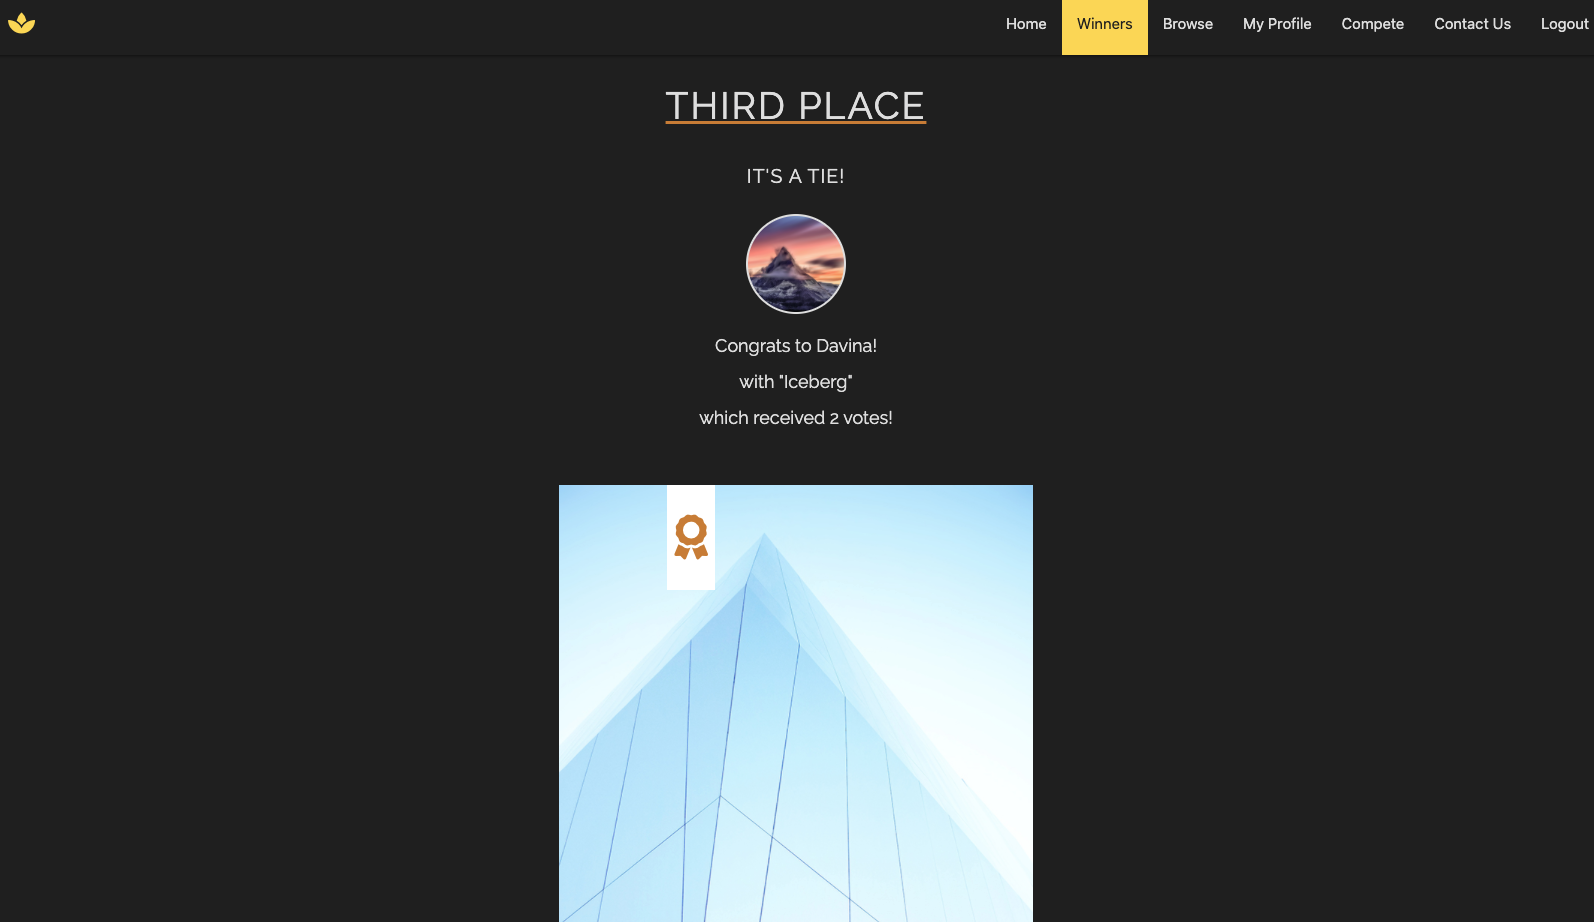 Home Winners Browse My Profile Compete Contact Us Logout
THIRD PLACE
IT'S A TIE!
Congrats to Davina!
with "Iceberg"
which received 2 votes!